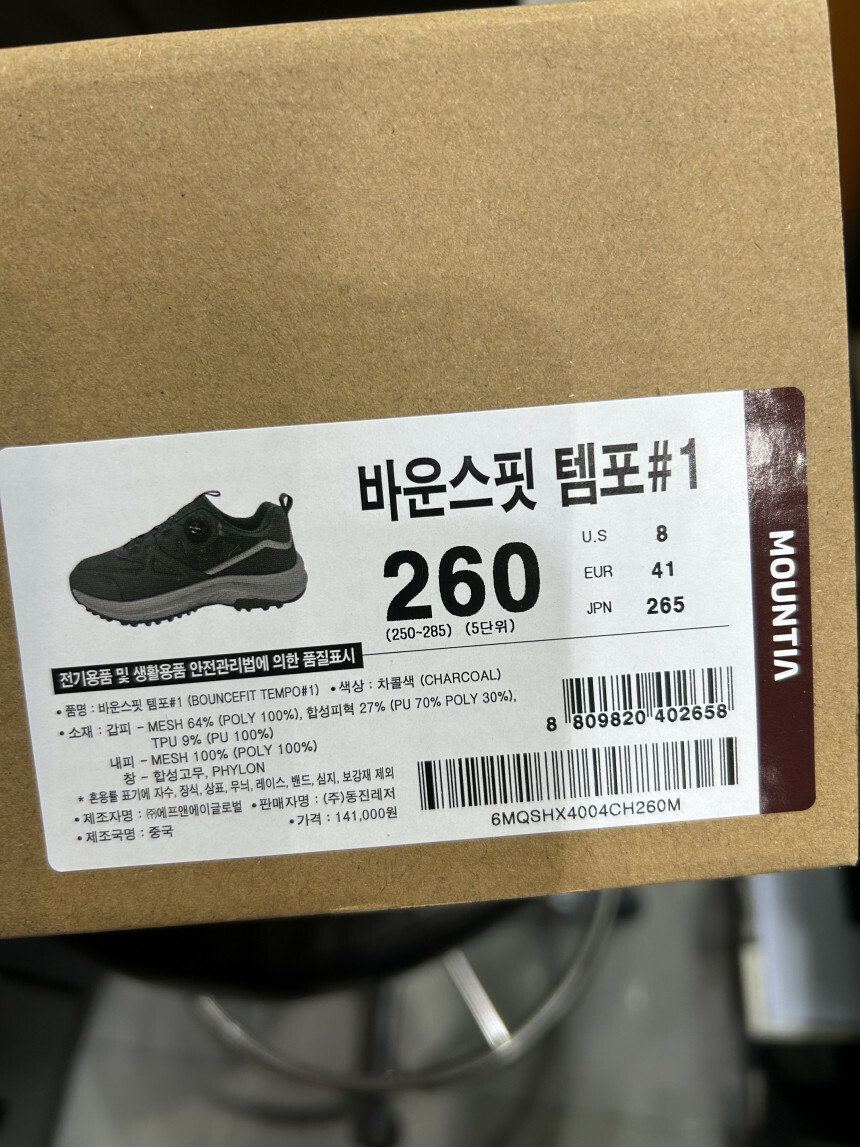 바운스핏 템포#1
260
(250~285) (5단위)
U.S 8
EUR 41
JPN 265
MOUNTIA
전기용품 및 생활용품 안전관리법에 의한 품질표시
• 품명 : 바운스핏 템포#1 (BOUNCEFIT TEMPO#1) • 색상 : 차콜색 (CHARCOAL)
• 소재 : 갑피 - MESH 64% (POLY 100%), 합성피혁 27% (PU 70% POLY 30%),
TPU 9% (PU 100%)
내피 - MESH 100% (POLY 100%)
창 - 합성고무, PHYLON
* 혼용률 표기에 자수, 장식, 상표, 무늬, 레이스, 밴드, 심지, 보강재 제외
• 제조자명 : ㈜에프앤에이글로벌 • 판매자명 : (주)동진레저
• 제조국명 : 중국 • 가격 : 141,000원
8 809820 402658
6MQSHX4004CH260M